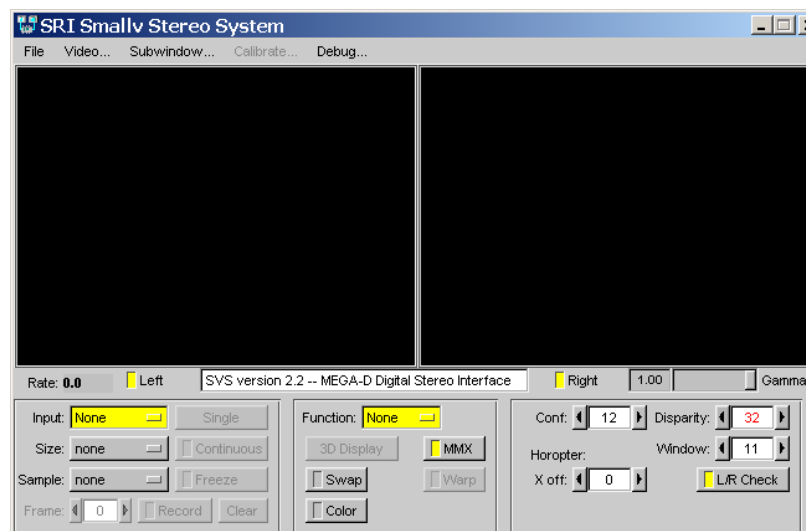 SRI Smallv Stereo System
File Video... Subwindow... Calibrate... Debug...
Rate: 0.0 Left SVS version 2.2 -- MEGA-D Digital Stereo Interface Right 1.00 Gamma
Input: None Single Function: None Conf: 12 Disparity: 32
Size: none Continuous 3D Display MMX Horopter: Window: 11
Sample: none Freeze Swap Warp X off: 0 L/R Check
Frame: 0 Record Clear Color